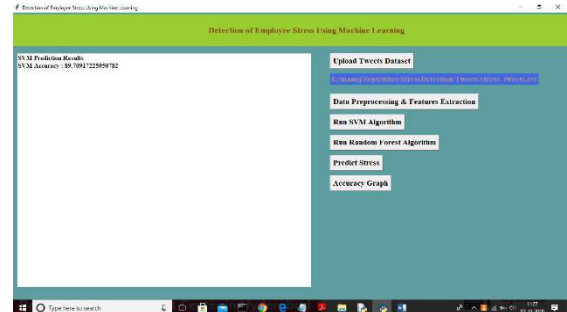 Detection of Employee Stress Using Machine Learning
Detection of Employee Stress Using Machine Learning
SVM Prediction Results
SVM Accuracy : 89.70917225950782
Upload Tweets Dataset
Data Preprocessing & Features Extraction
Run SVM Algorithm
Run Random Forest Algorithm
Predict Stress
Accuracy Graph
Type here to search